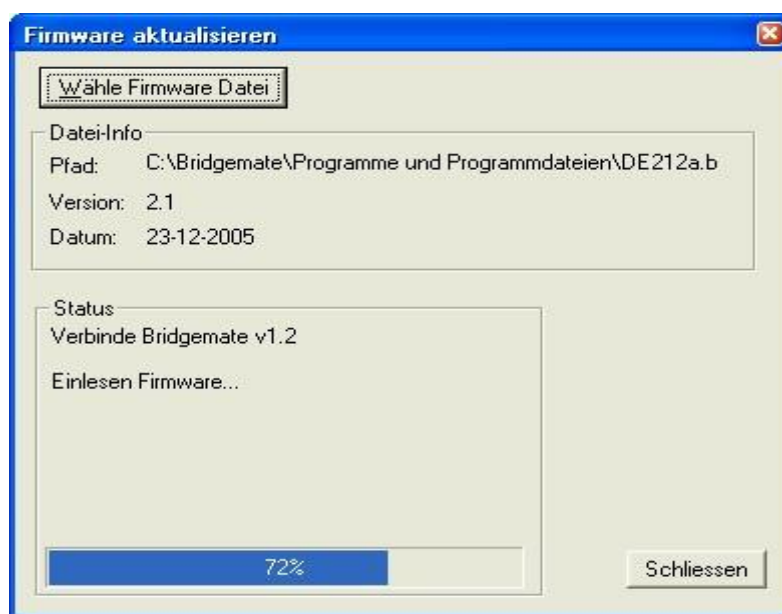 Firmware aktualisieren
Wähle Firmware Datei
Datei-Info
Pfad: C:\Bridgemate\Programme und Programmdateien\DE212a.b
Version: 2.1
Datum: 23-12-2005
Status
Verbinde Bridgemate v1.2
Einlesen Firmware...
72%
Schliessen